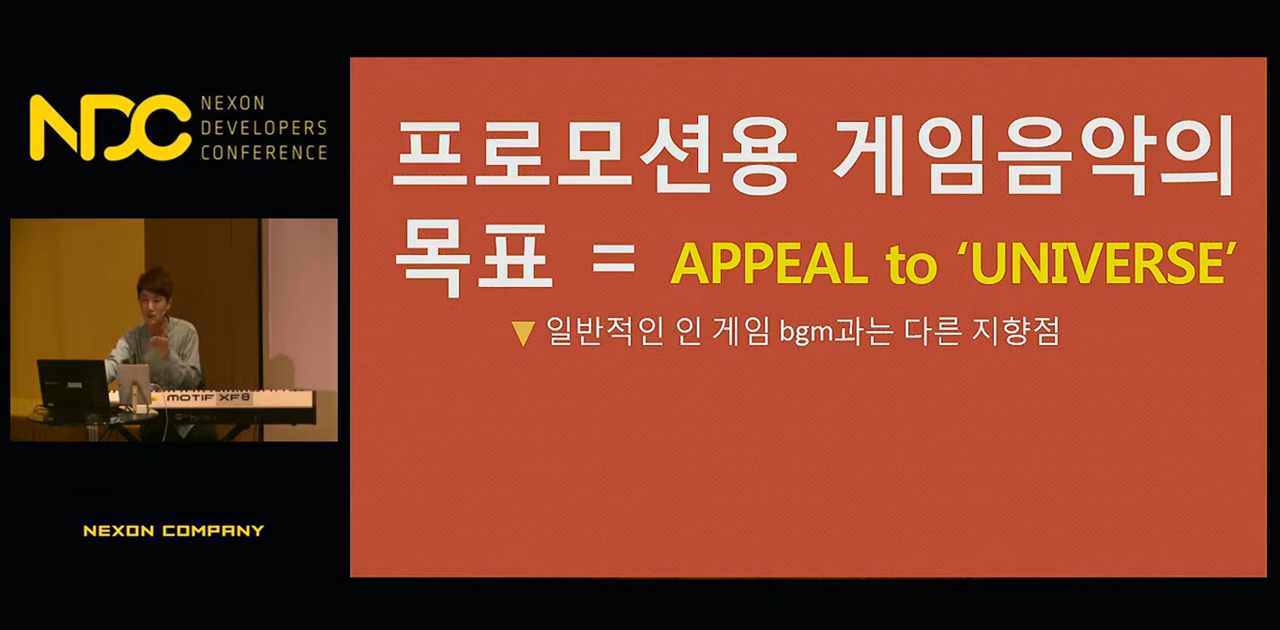 NDC
NEXON
DEVELOPERS
CONFERENCE
프로모션용 게임음악의
목표 = APPEAL to ‘UNIVERSE’
▼ 일반적인 인 게임 bgm과는 다른 지향점
MOTIF XF8
NEXON COMPANY